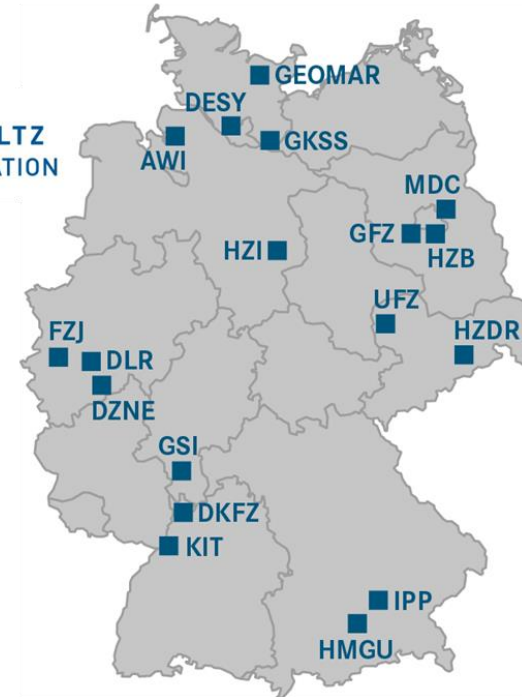 GEOMAR
DESY
LTZ
ATION
AWI
GKSS
MDC
GFZ
HZB
HZI
UFZ
FZJ
HZDR
DLR
DZNE
GSI
DKFZ
KIT
IPP
HMGU